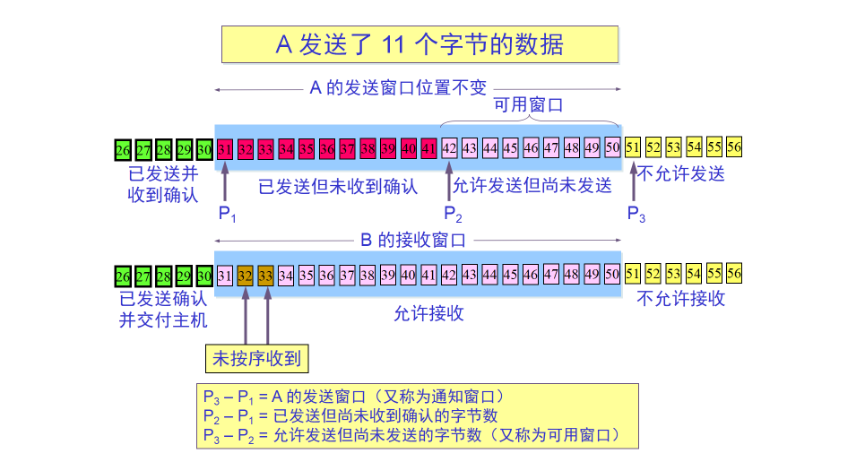 A 发送了 11 个字节的数据
A 的发送窗口位置不变
可用窗口
26 27 28 29 30 31 32 33 34 35 36 37 38 39 40 41 42 43 44 45 46 47 48 49 50 51 52 53 54 55 56
已发送并
收到确认
已发送但未收到确认
允许发送但尚未发送
不允许发送
P1 P2 P3
B 的接收窗口
26 27 28 29 30 31 32 33 34 35 36 37 38 39 40 41 42 43 44 45 46 47 48 49 50 51 52 53 54 55 56
已发送确认
并交付主机
允许接收
不允许接收
未按序收到
P3 – P1 = A 的发送窗口（又称为通知窗口）
P2 – P1 = 已发送但尚未收到确认的字节数
P3 – P2 = 允许发送但尚未发送的字节数（又称为可用窗口）